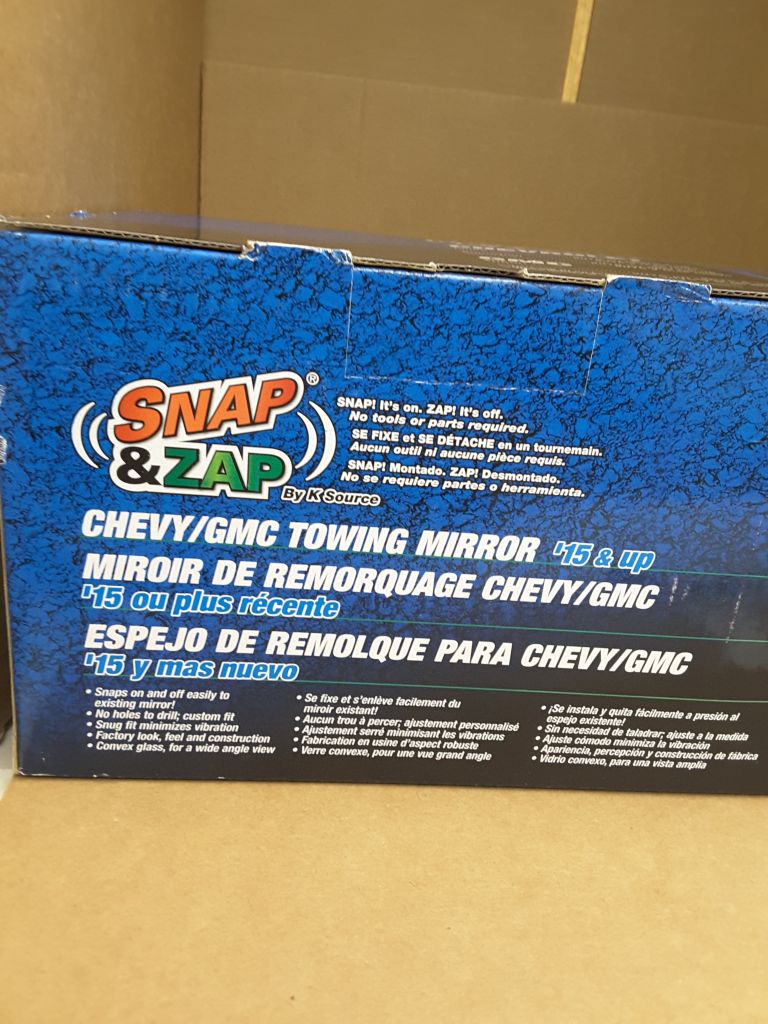 SNAP®
&ZAP
By K Source
SNAP! It's on. ZAP! It's off.
No tools or parts required.
SE FIXE et SE DÉTACHE en un tournemain.
Aucun outil ni aucune pièce requis.
SNAP! Montado. ZAP! Desmontado.
No se requiere partes o herramienta.
CHEVY/GMC TOWING MIRROR '15 & up
MIROIR DE REMORQUAGE CHEVY/GMC
'15 ou plus récente
ESPEJO DE REMOLQUE PARA CHEVY/GMC
'15 y mas nuevo
• Snaps on and off easily to
existing mirror!
• No holes to drill; custom fit
• Snug fit minimizes vibration
• Factory look, feel and construction
• Convex glass, for a wide angle view
• Se fixe et s'enlève facilement du
miroir existant!
• Aucun trou à percer; ajustement personnalisé
• Ajustement serré minimisant les vibrations
• Fabrication en usine d'aspect robuste
• Verre convexe, pour une vue grand angle
• ¡Se instala y quita fácilmente a presión al
espejo existente!
• Sin necesidad de taladrar; ajuste a la medida
• Ajuste cómodo minimiza la vibración
• Apariencia, percepción y construcción de fábrica
• Vidrio convexo, para una vista amplia